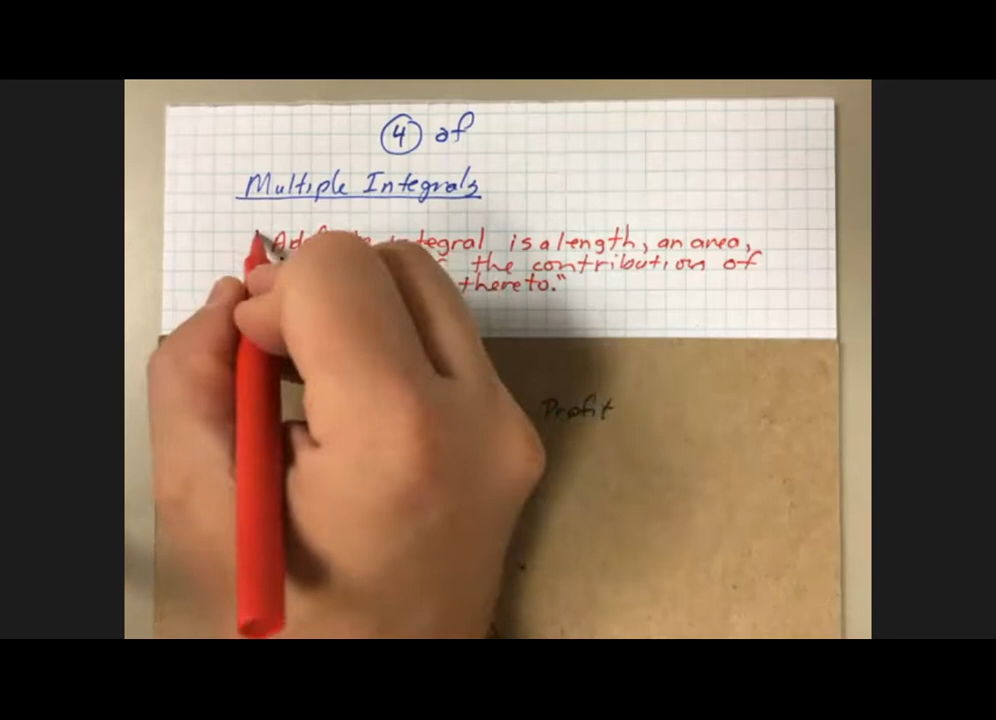 ④ of
Multiple Integrals
integral is a length, an area,
the contribution of
thereto."
Profit